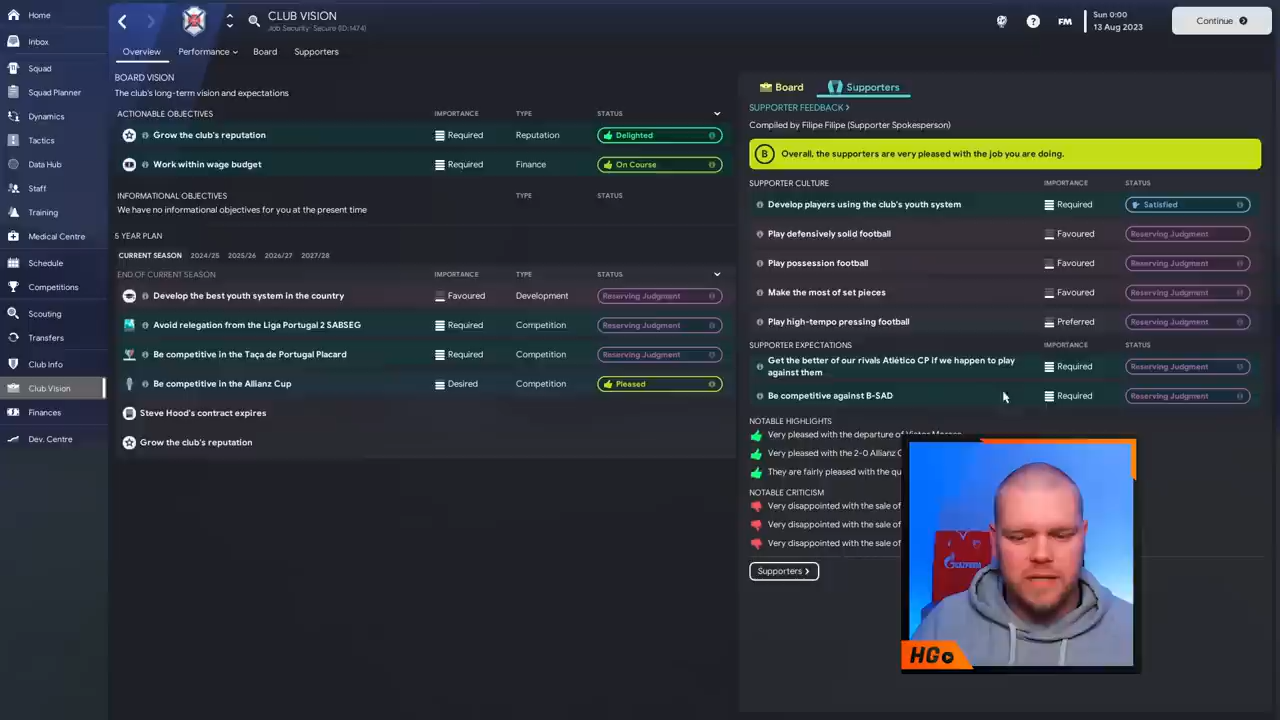 Home
Inbox
Squad
Squad Planner
Dynamics
Tactics
Data Hub
Staff
Training
Medical Centre
Schedule
Competitions
Scouting
Transfers
Club Info
Club Vision
Finances
Dev. Centre
CLUB VISION
Job Security: Secure (ID:1474)
FM
Sun 0:00
13 Aug 2023
Continue
Overview
Performance
Board
Supporters
BOARD VISION
The club's long-term vision and expectations
ACTIONABLE OBJECTIVES IMPORTANCE TYPE STATUS
Grow the club's reputation Required Reputation Delighted
Work within wage budget Required Finance On Course
INFORMATIONAL OBJECTIVES TYPE STATUS
We have no informational objectives for you at the present time
5 YEAR PLAN
CURRENT SEASON 2024/25 2025/26 2026/27 2027/28
END OF CURRENT SEASON IMPORTANCE TYPE STATUS
Develop the best youth system in the country Favoured Development Reserving Judgment
Avoid relegation from the Liga Portugal 2 SABSEG Required Competition Reserving Judgment
Be competitive in the Taça de Portugal Placard Required Competition Reserving Judgment
Be competitive in the Allianz Cup Desired Competition Pleased
Steve Hood's contract expires
Grow the club's reputation
Board Supporters
SUPPORTER FEEDBACK >
Compiled by Filipe Filipe (Supporter Spokesperson)
B Overall, the supporters are very pleased with the job you are doing.
SUPPORTER CULTURE IMPORTANCE STATUS
Develop players using the club's youth system Required Satisfied
Play defensively solid football Favoured Reserving Judgment
Play possession football Favoured Reserving Judgment
Make the most of set pieces Favoured Reserving Judgment
Play high-tempo pressing football Preferred Reserving Judgment
SUPPORTER EXPECTATIONS IMPORTANCE STATUS
Get the better of our rivals Atlético CP if we happen to play
against them Required Reserving Judgment
Be competitive against B-SAD Required Reserving Judgment
NOTABLE HIGHLIGHTS
Very pleased with the departure of
Very pleased with the 2-0 Allianz
They are fairly pleased with the
NOTABLE CRITICISM
Very disappointed with the sale of
Very disappointed with the sale of
Very disappointed with the sale of
Supporters >
GAZPROM
HG